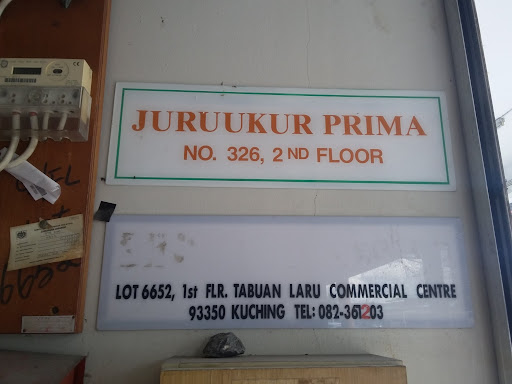 JURUUKUR PRIMA
NO. 326, 2ND FLOOR
LOT 6652, 1st FLR. TABUAN LARU COMMERCIAL CENTRE
93350 KUCHING TEL: 082-361203